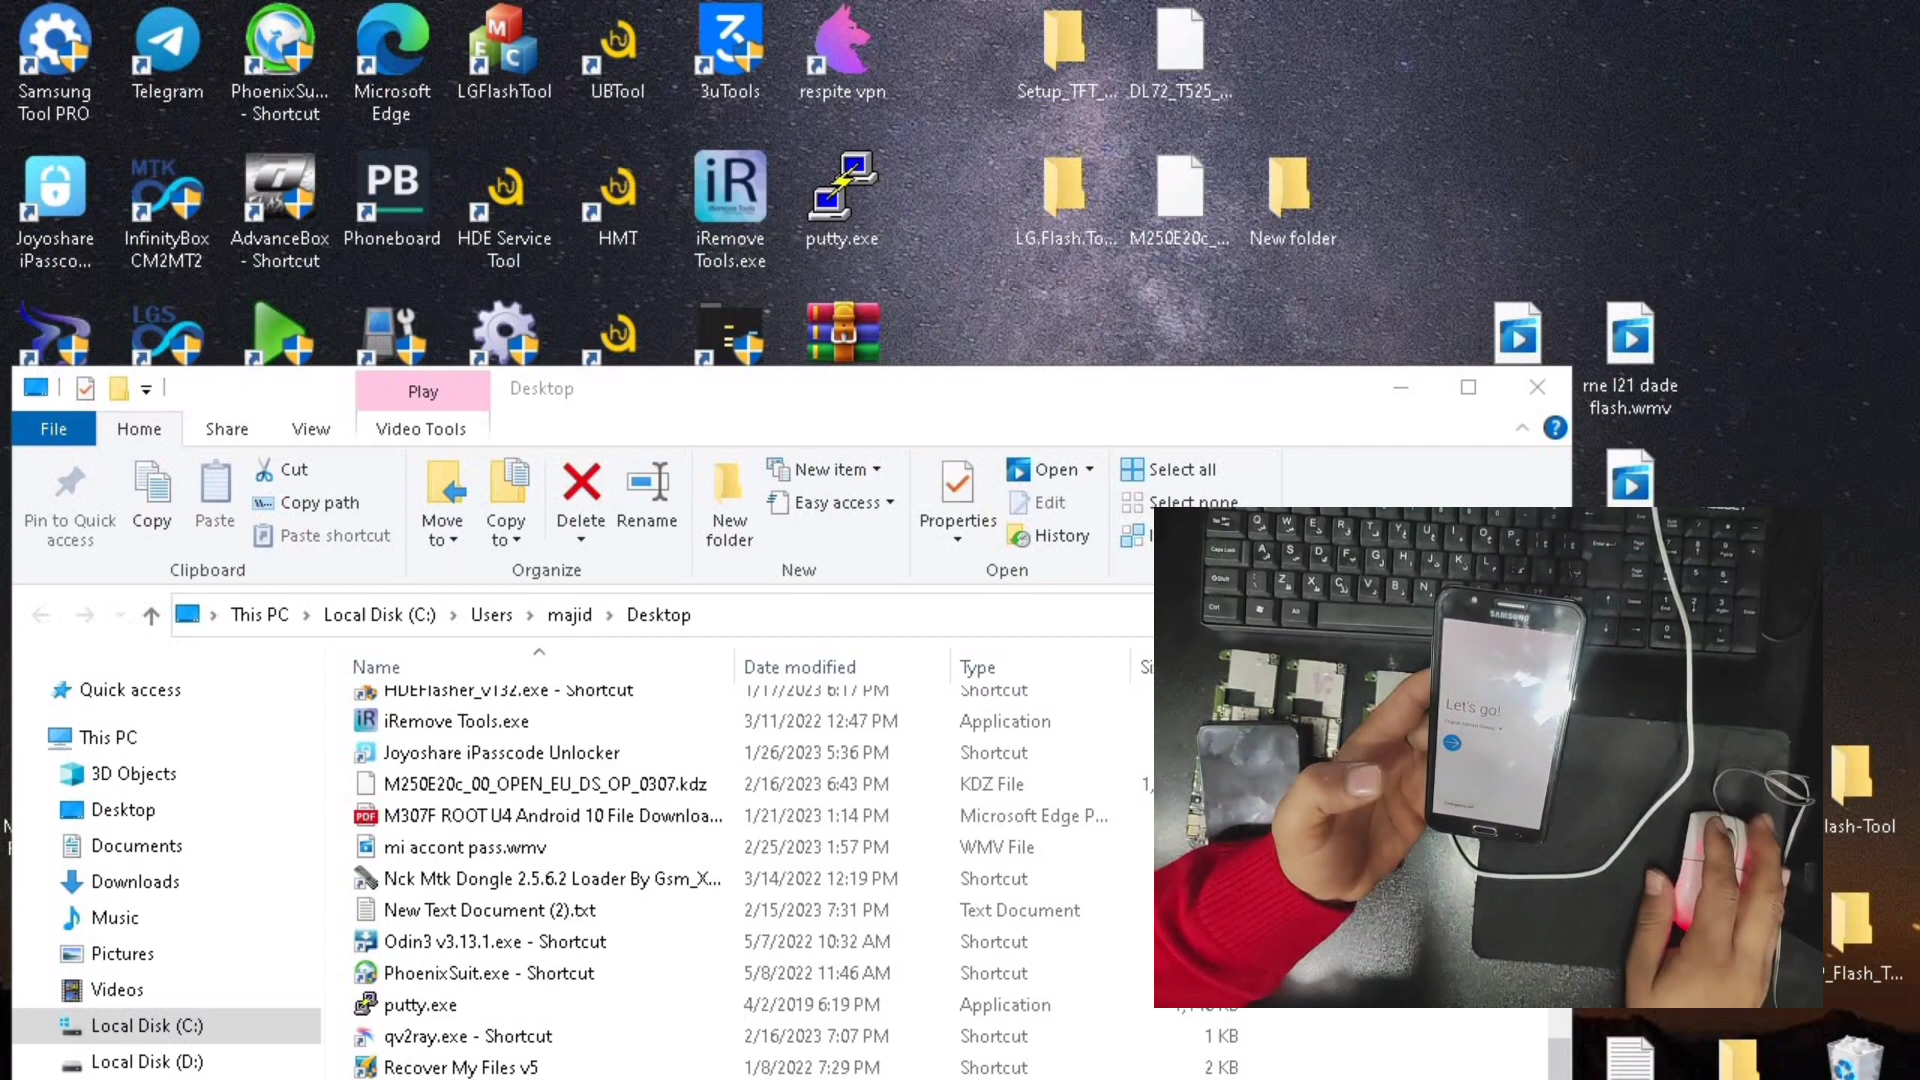 Samsung Tool PRO
Telegram
PhoenixSu... - Shortcut
Microsoft Edge
LGFlashTool
UBTool
3uTools
respite vpn
Setup_TFT_...
DL72_T525_...
Joyoshare iPassco...
MTK
InfinityBox CM2MT2
AdvanceBox - Shortcut
PB
Phoneboard
HDE Service Tool
HMT
iR
iRemove Tools.exe
putty.exe
LG.Flash.To...
M250E20c_...
New folder
LGS
rne l21 dade flash.wmv
Play
Desktop
File
Home
Share
View
Video Tools
Pin to Quick access
Copy
Paste
Cut
Copy path
Paste shortcut
Clipboard
Move to
Copy to
Delete
Rename
Organize
New folder
New item
Easy access
New
Properties
Open
Edit
History
Open
Select all
Select none
This PC
Local Disk (C:)
Users
majid
Desktop
Quick access
This PC
3D Objects
Desktop
Documents
Downloads
Music
Pictures
Videos
Local Disk (C:)
Local Disk (D:)
Name Date modified Type
HDEFlasher_v132.exe - Shortcut 1/17/2023 6:17 PM Shortcut
iRemove Tools.exe 3/11/2022 12:47 PM Application
Joyoshare iPasscode Unlocker 1/26/2023 5:36 PM Shortcut
M250E20c_00_OPEN_EU_DS_OP_0307.kdz 2/16/2023 6:43 PM KDZ File
M307F ROOT U4 Android 10 File Downloa... 1/21/2023 1:14 PM Microsoft Edge P...
mi accont pass.wmv 2/25/2023 1:57 PM WMV File
Nck Mtk Dongle 2.5.6.2 Loader By Gsm_X... 3/14/2022 12:19 PM Shortcut
New Text Document (2).txt 2/15/2023 7:31 PM Text Document
Odin3 v3.13.1.exe - Shortcut 5/7/2022 10:32 AM Shortcut
PhoenixSuit.exe - Shortcut 5/8/2022 11:46 AM Shortcut
putty.exe 4/2/2019 6:19 PM Application
qv2ray.exe - Shortcut 2/16/2023 7:07 PM Shortcut 1 KB
Recover My Files v5 1/8/2022 7:29 PM Shortcut 2 KB
SAMSUNG
Let's go!
lash-Tool
_Flash_T...